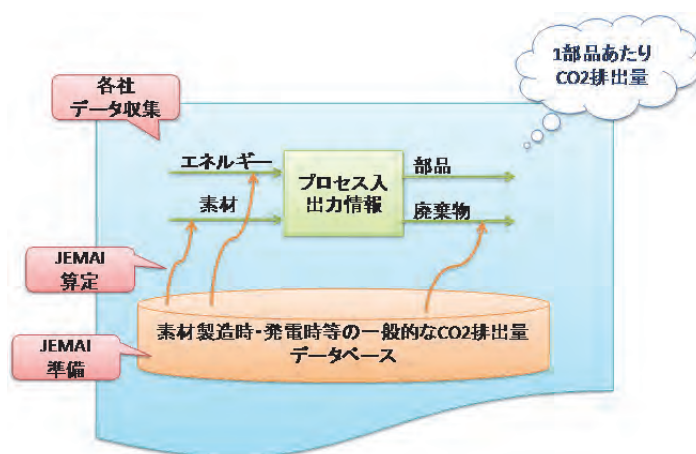 1部品あたり
CO2排出量
各社
データ収集
エネルギー
部品
プロセス入
出力情報
素材
廃棄物
JEMAI
算定
素材製造時・発電時等の一般的なCO2排出量
データベース
JEMAI
準備